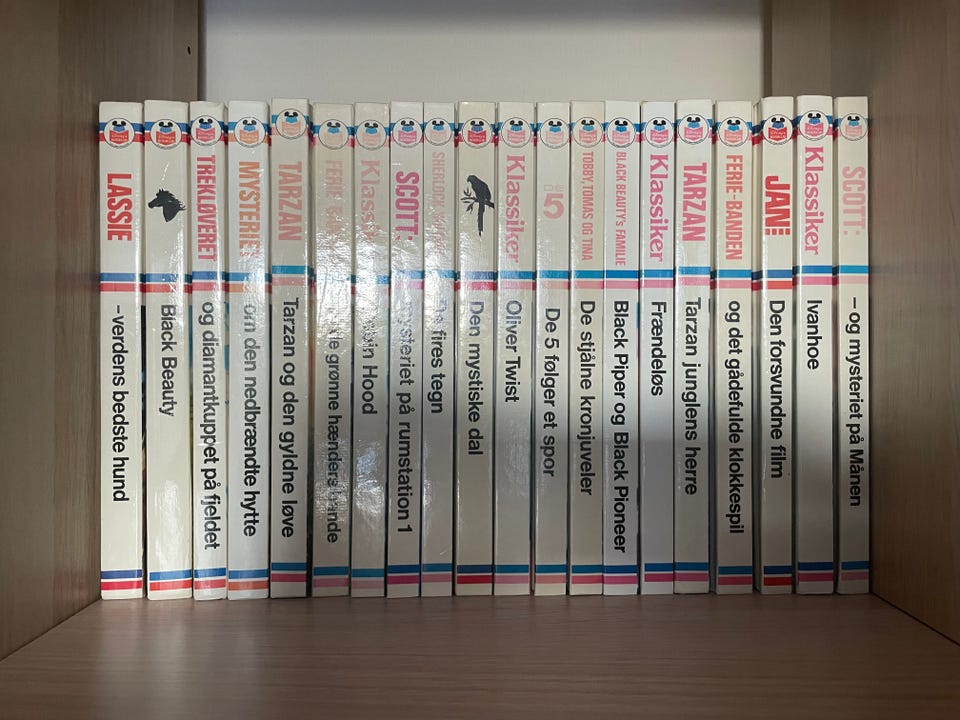 LASSIE
– verdens bedste hund
Black Beauty
TREKLØVERET
og diamantkuppet på fjeldet
MYSTERIET
om den nedbrændte hytte
TARZAN
Tarzan og den gyldne løve
FERIE
grønne hænders
Klassiker
Robin Hood
SCOTT:
mysteriet på rumstation 1
SHERLOCK
De fires tegn
Den mystiske dal
Klassiker
Oliver Twist
DE 5
De 5 følger et spor
TOBBY, TOMAS OG TINA
De stjålne kronjuveler
BLACK BEAUTY's FAMILIE
Black Piper og Black Pioneer
Klassiker
Frændeløs
TARZAN
Tarzan junglens herre
FERIE-BANDEN
og det gådefulde klokkespil
JAN:
Den forsvundne film
Klassiker
Ivanhoe
SCOTT:
– og mysteriet på Månen